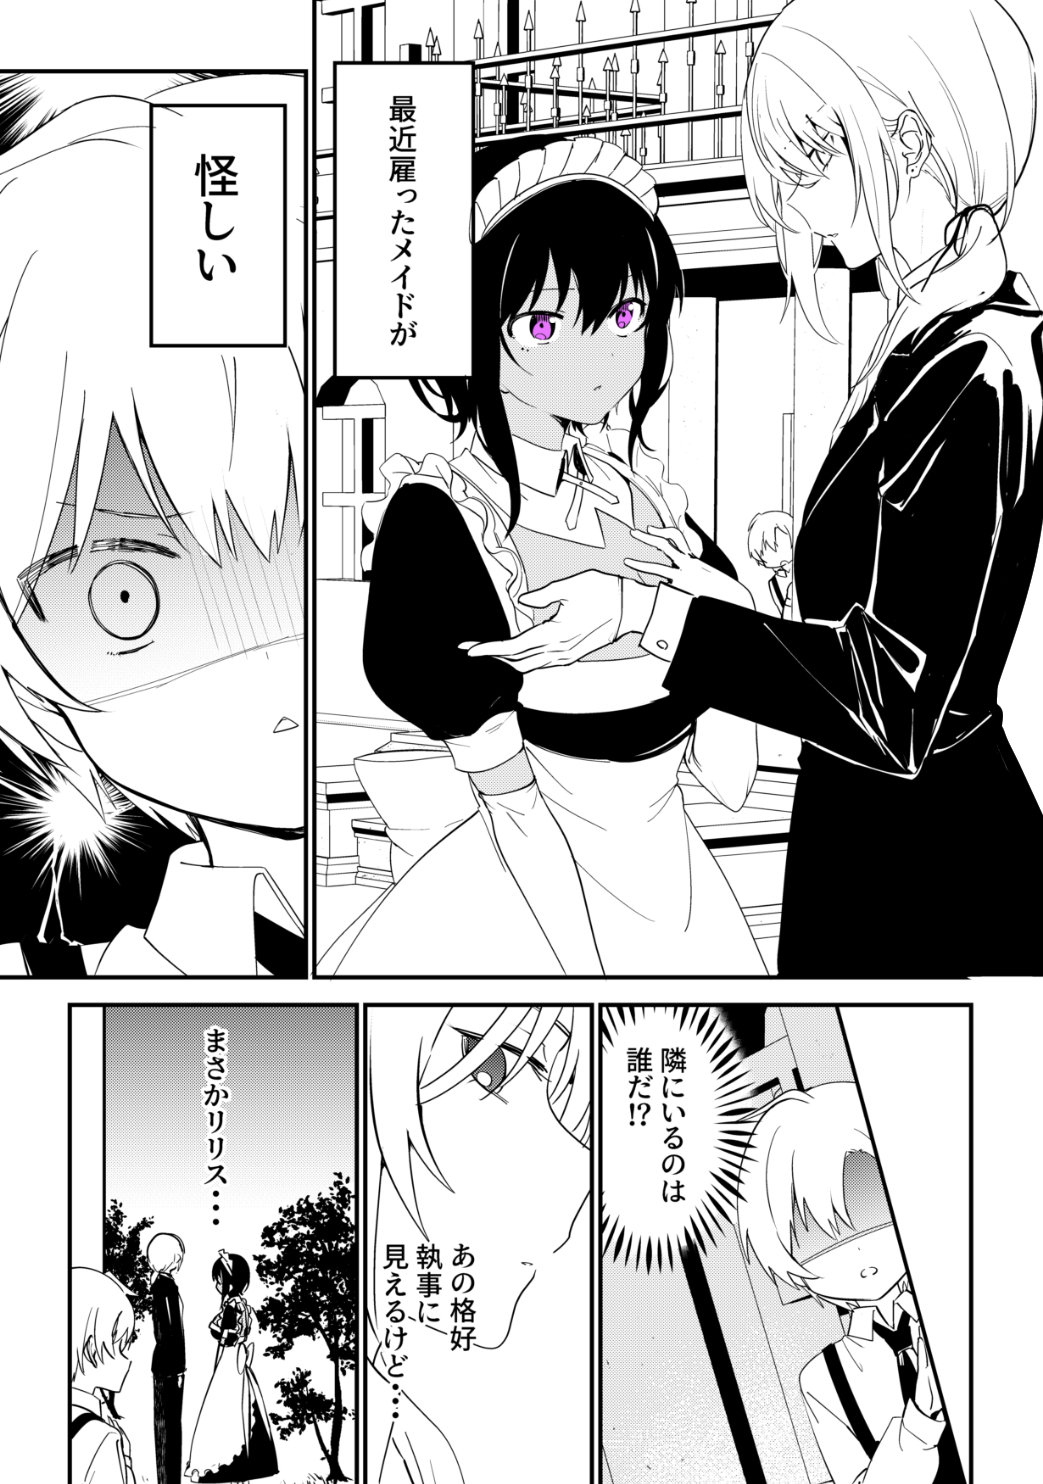 最近雇ったメイドが
怪しい
隣にいるのは
誰だ!?
あの格好
執事に
見えるけど・・・
まさかリリス・・・